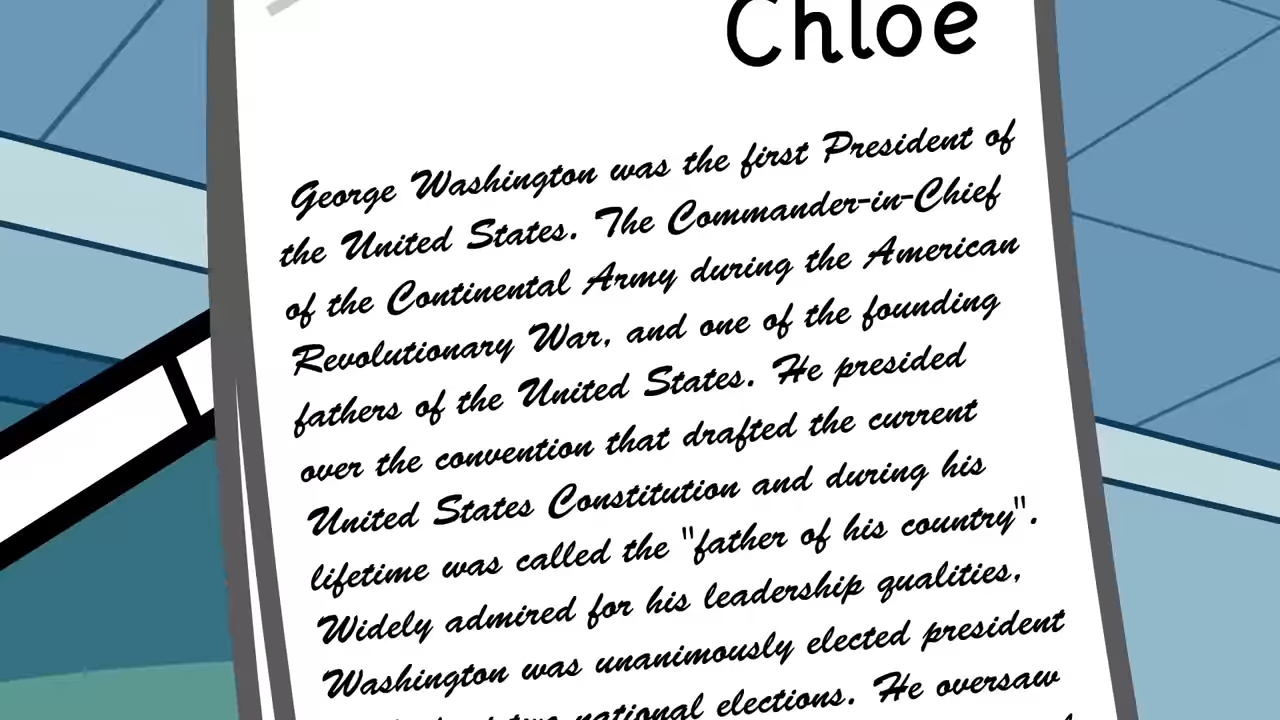 Chloe
George Washington was the first President of
the United States. The Commander-in-Chief
of the Continental Army during the American
Revolutionary War, and one of the founding
fathers of the United States. He presided
over the convention that drafted the current
United States Constitution and during his
lifetime was called the "father of his country".
Widely admired for his leadership qualities,
Washington was unanimously elected president
two national elections. He oversaw